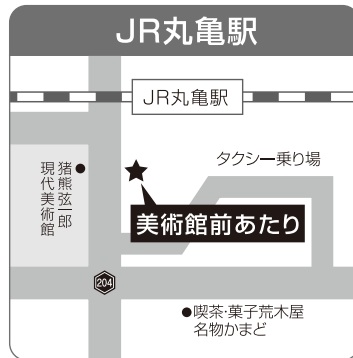 JR丸亀駅
JR丸亀駅
タクシー乗り場
猪熊弦一郎
現代美術館
美術館前あたり
204
●喫茶・菓子荒木屋
名物かまど